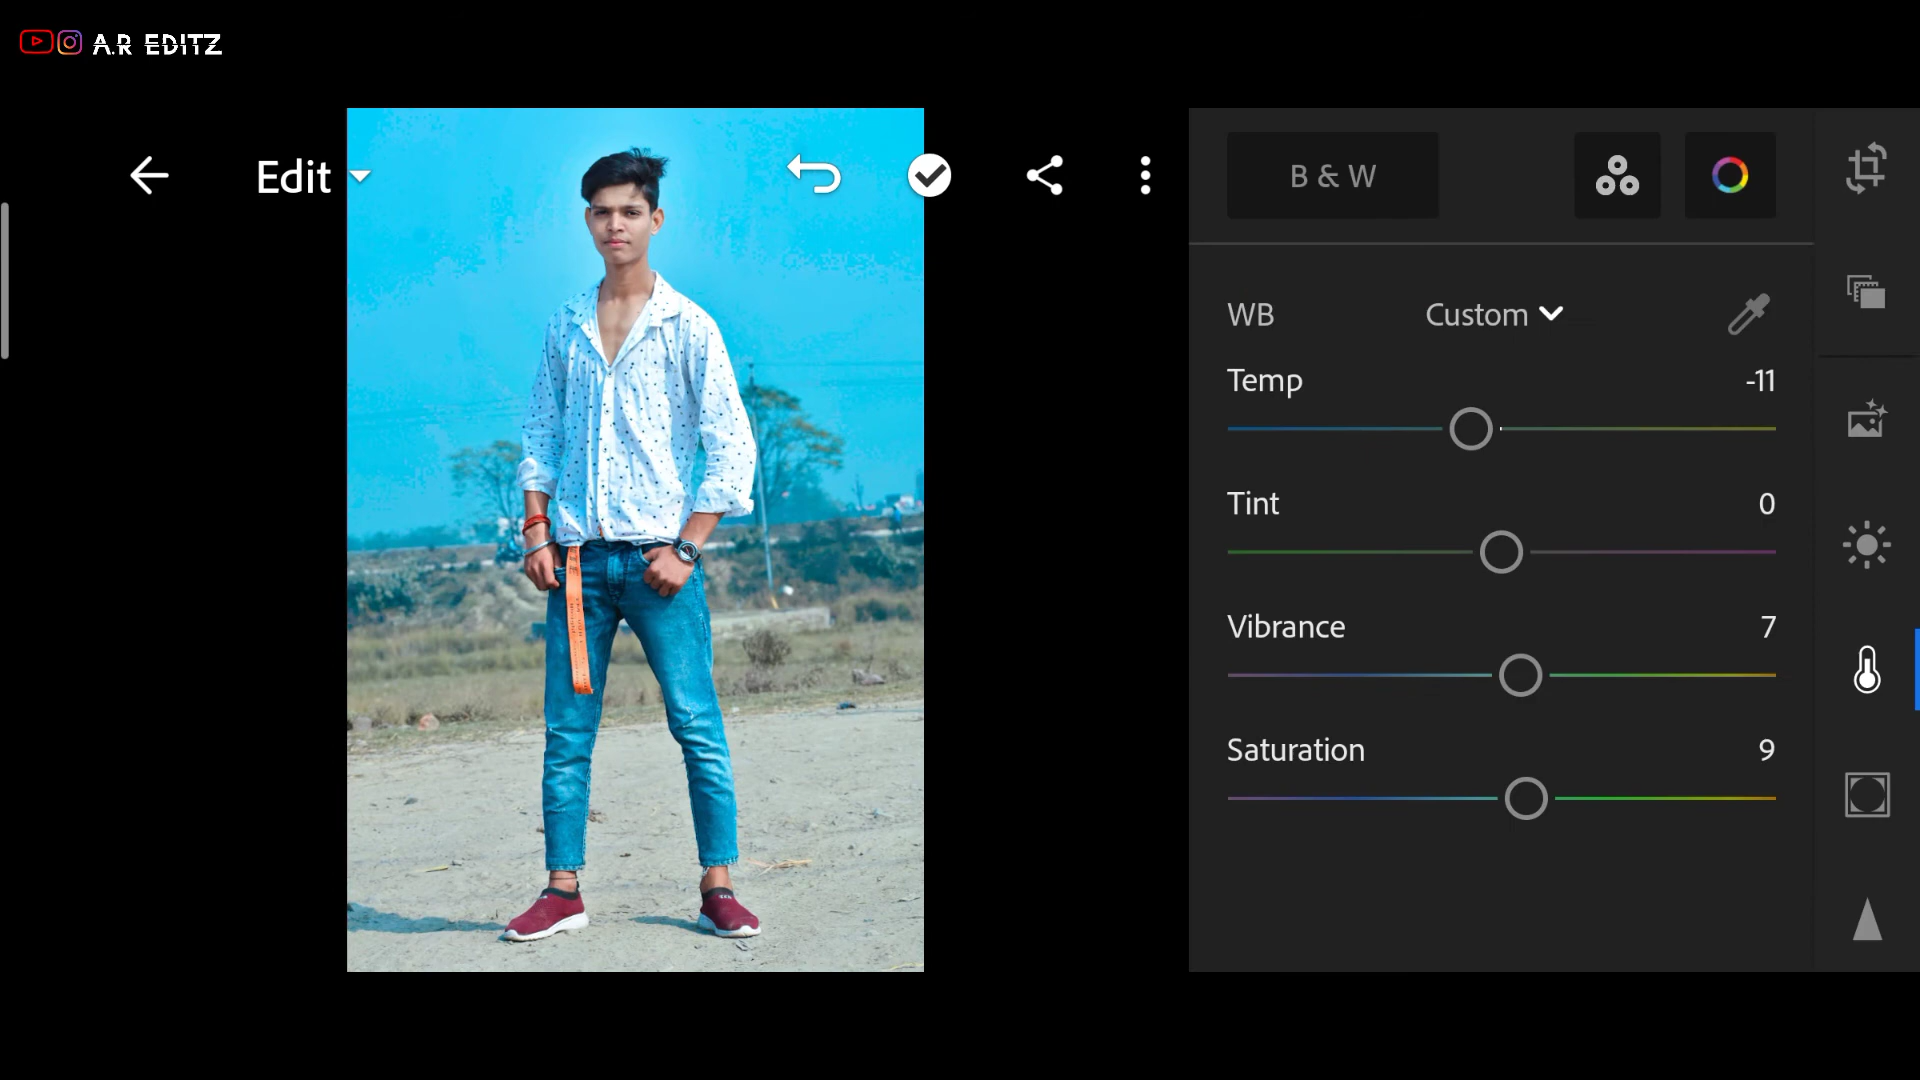 A.R EDITZ
Edit
B & W
WB Custom
Temp -11
Tint 0
Vibrance 7
Saturation 9